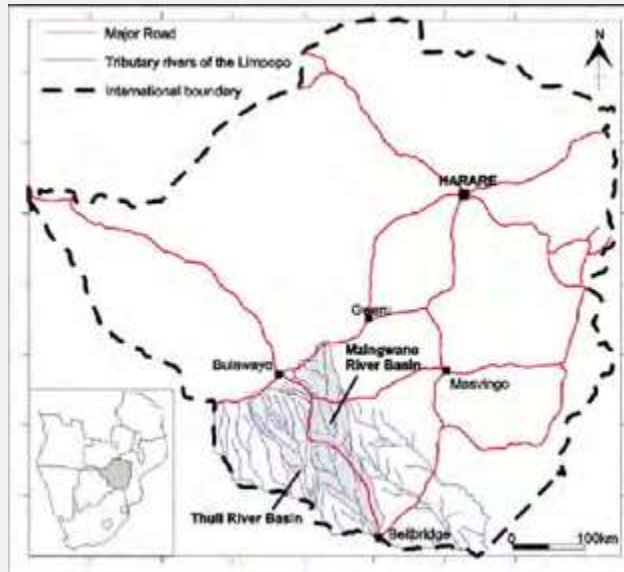 Major Road
Tributary rivers of the Limpopo
International boundary
N
HARARE
Gweru
Bulawayo
Mzingwane
River Basin
Masvingo
Thuli River Basin
Beitbridge
0 100km